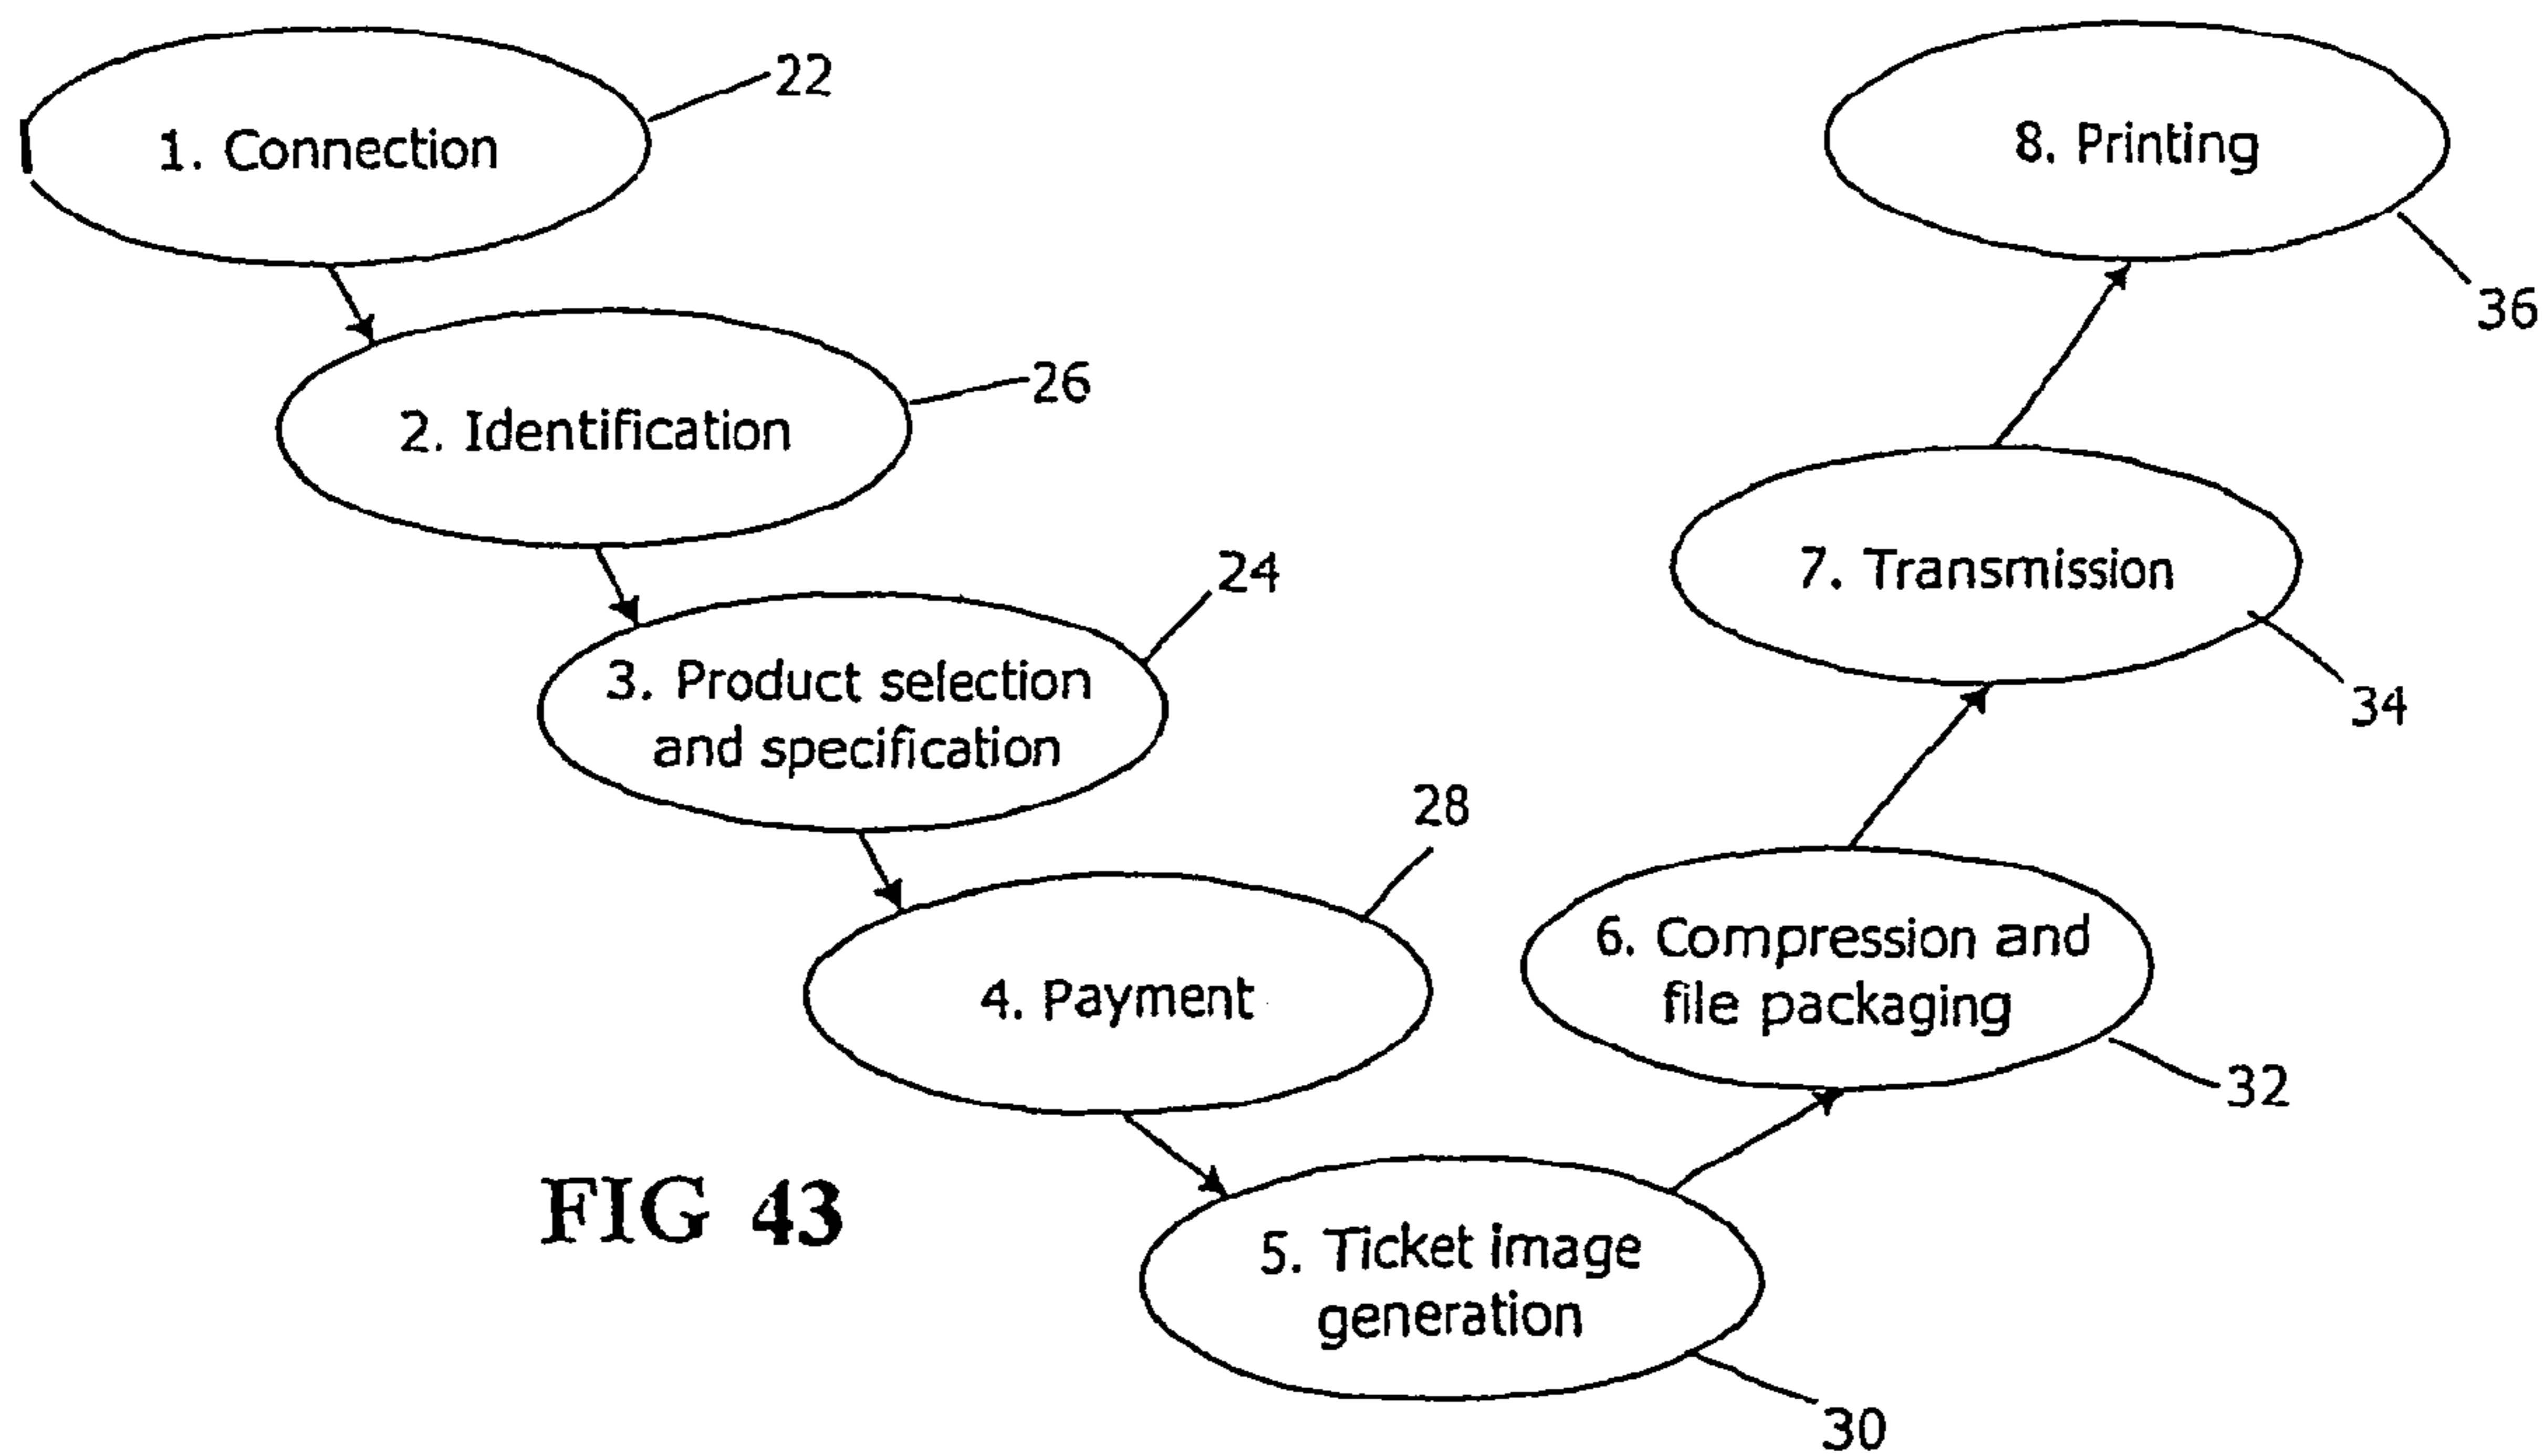 1. Connection
22
2. Identification
26
3. Product selection
and specification
24
4. Payment
28
5. Ticket image
generation
30
6. Compression and
file packaging
32
7. Transmission
34
8. Printing
36
FIG 43